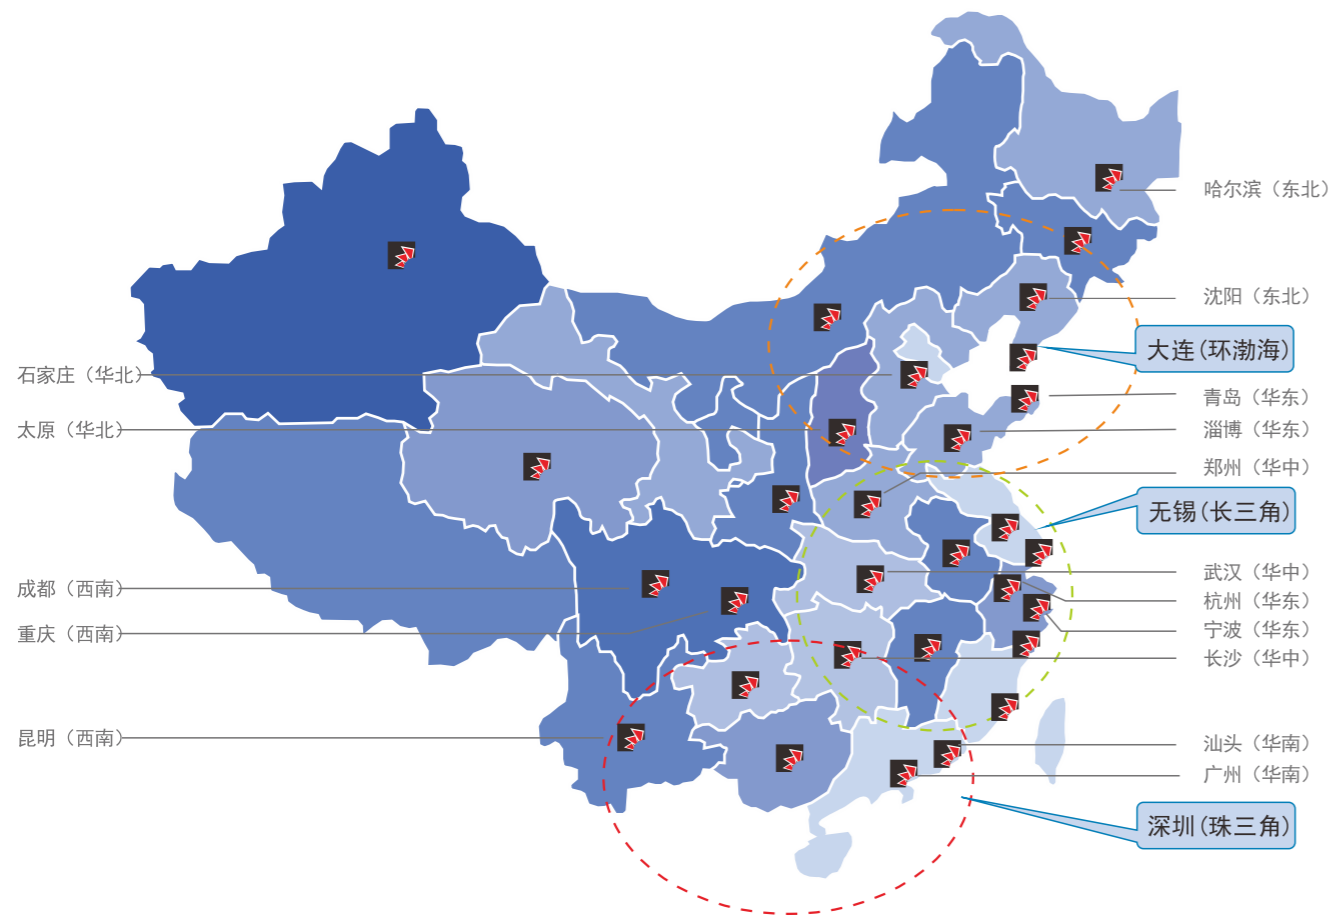 哈尔滨（东北）
沈阳（东北）
大连(环渤海)
石家庄（华北）
青岛（华东）
太原（华北）
淄博（华东）
郑州（华中）
无锡(长三角)
武汉（华中）
成都（西南）
杭州（华东）
重庆（西南）
宁波（华东）
长沙（华中）
昆明（西南）
汕头（华南）
广州（华南）
深圳(珠三角)